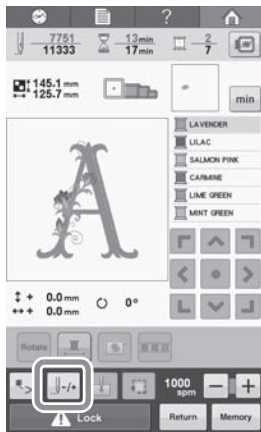 ?
7751 13min 2
11333 17min 7
145.1 mm
125.7 mm
min
LAVENDER
LILAC
SALMON PINK
CARMINE
LIME GREEN
MINT GREEN
A
+ 0.0 mm 0°
+ 0.0 mm
Rotate
-/+ 1000 spm - +
Lock Return Memory